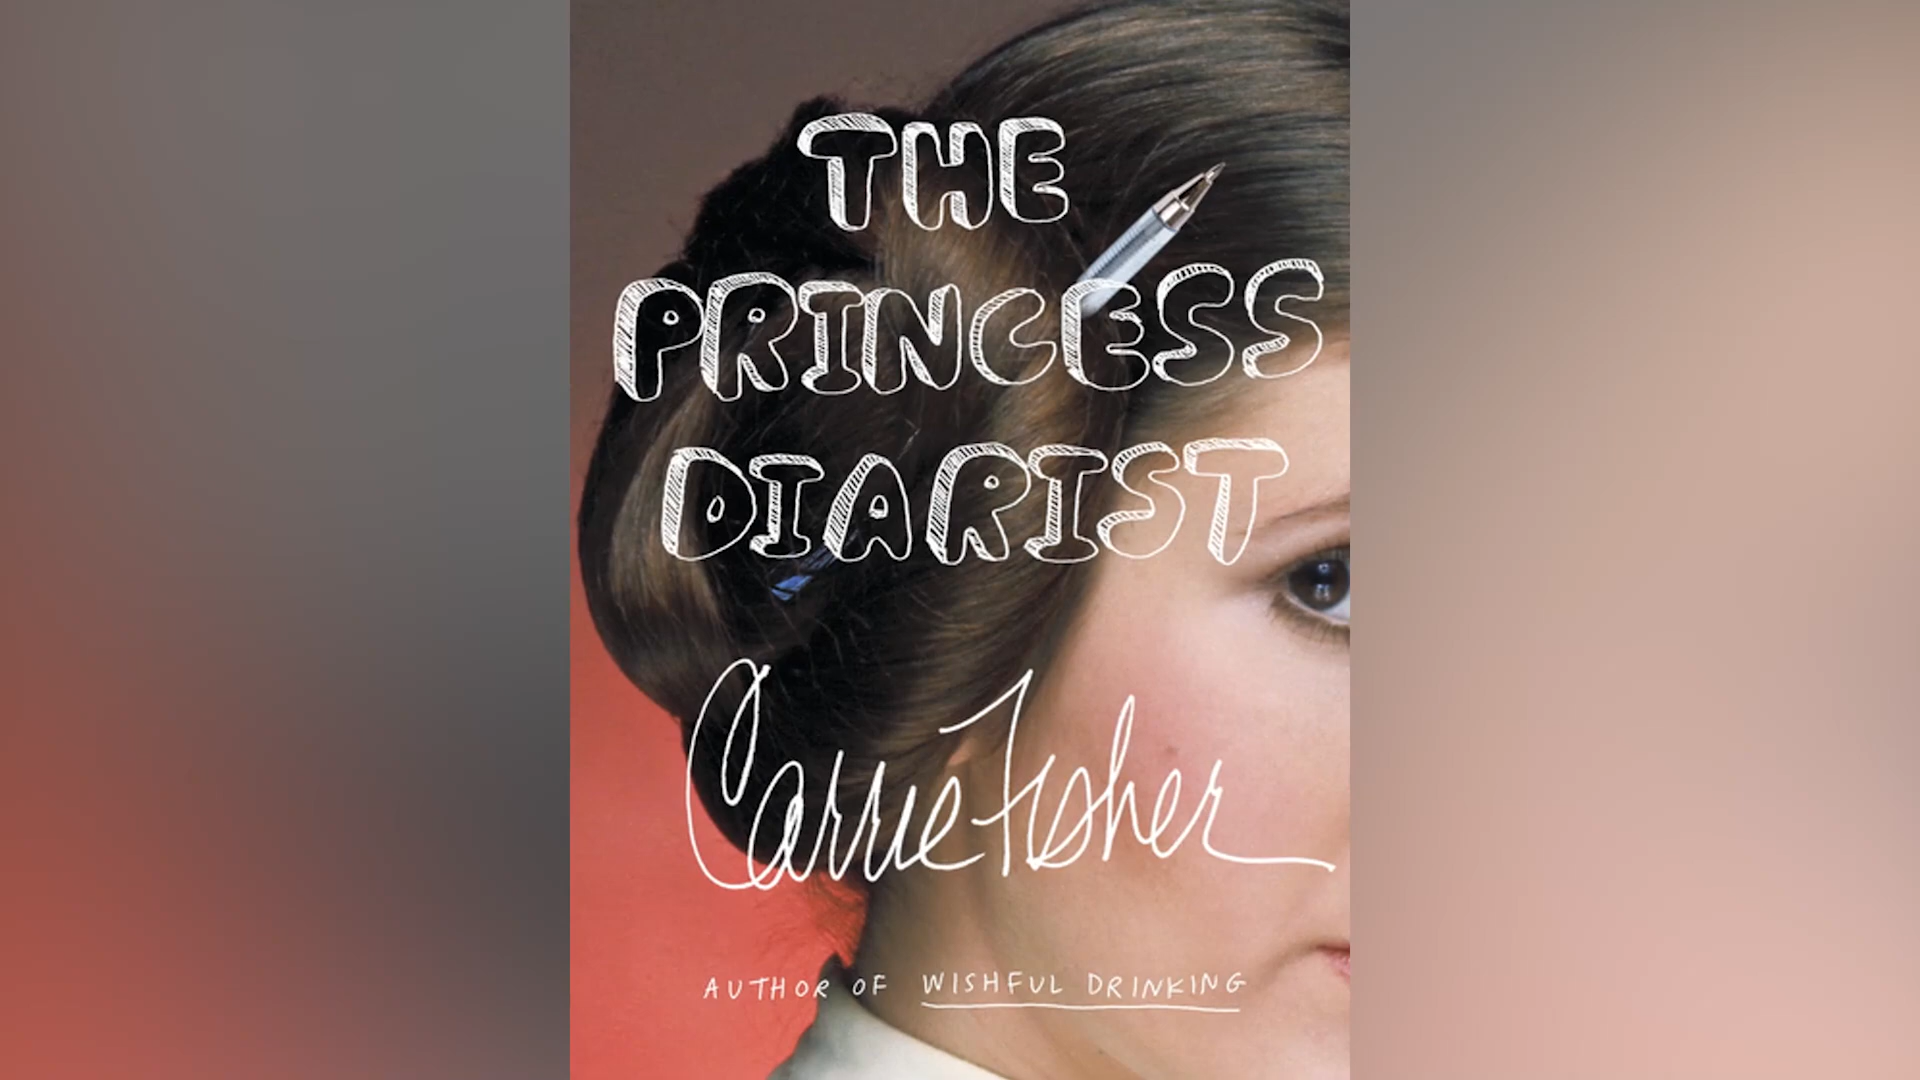 THE
PRINCESS
DIARIST
Carrie Fisher
AUTHOR OF WISHFUL DRINKING